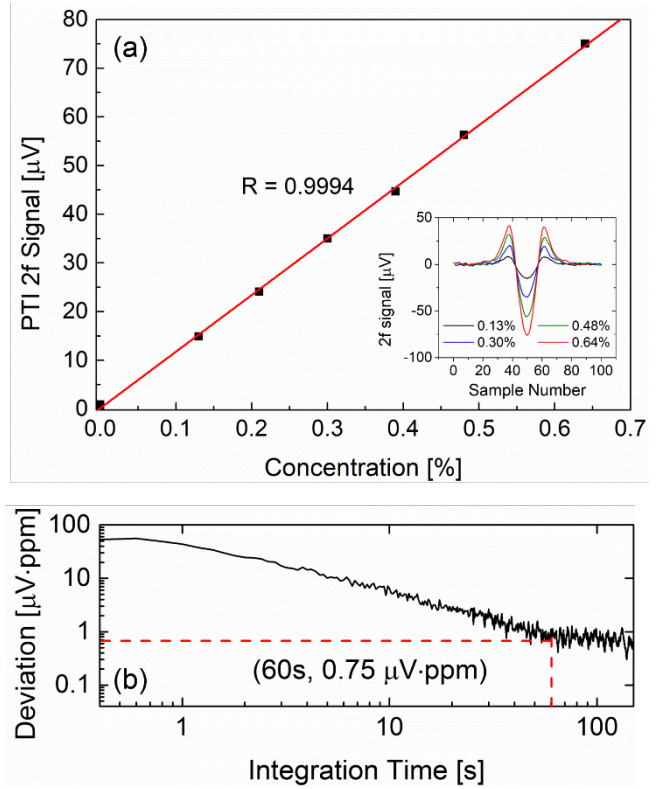 (a)
PTI 2f Signal [μV]
80
70
60
50
40
30
20
10
0
R = 0.9994
2f signal [μV]
50
0
-50
-100
0.13%
0.48%
0.30%
0.64%
0 20 40 60 80 100
Sample Number
0.0 0.1 0.2 0.3 0.4 0.5 0.6 0.7
Concentration [%]
Deviation [μV·ppm]
100
10
1
0.1
(b)
(60s, 0.75 μV·ppm)
1 10 100
Integration Time [s]